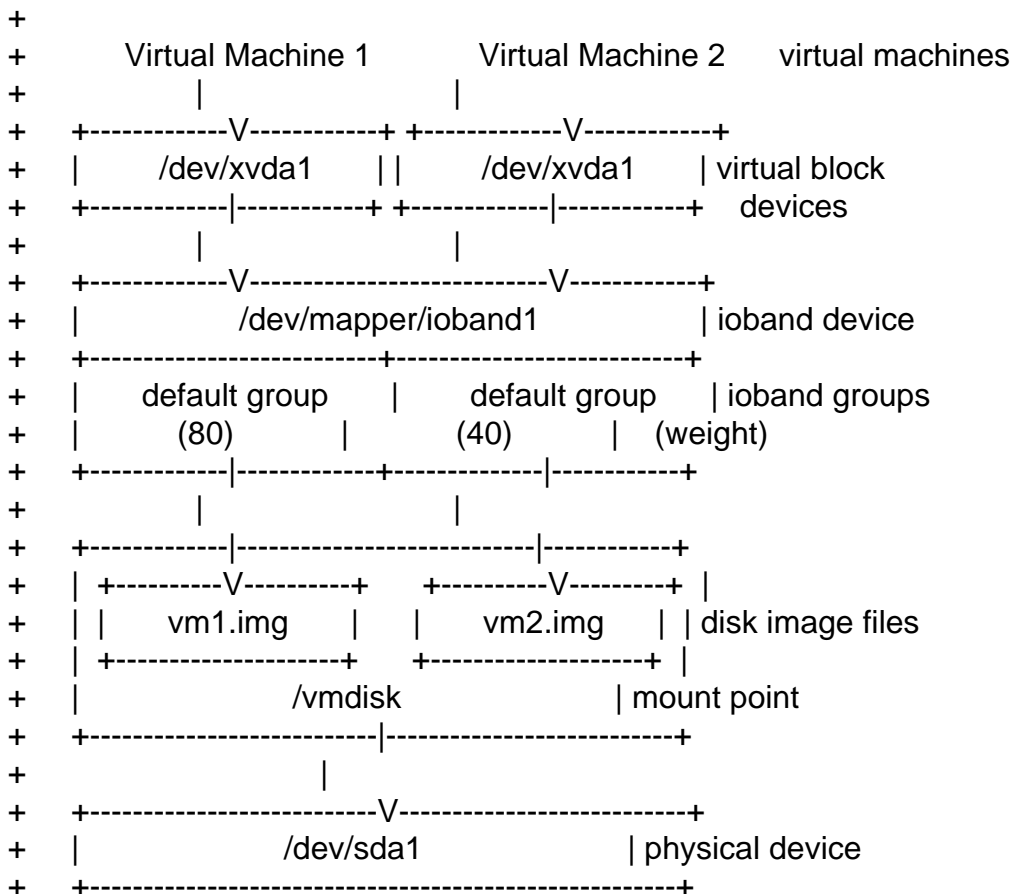 +
+ Virtual Machine 1 Virtual Machine 2 virtual machines
+ | |
+ +-------------V------------+ +-------------V------------+
+ | /dev/xvda1 | | /dev/xvda1 | virtual block
+ +-------------|------------+ +-------------|------------+ devices
+ | |
+ +-------------V------------------------------V------------+
+ | /dev/mapper/ioband1 | ioband device
+ +---------------------------+---------------------------+
+ | default group | default group | ioband groups
+ | (80) | (40) | (weight)
+ +-------------|-------------+--------------|------------+
+ | |
+ +-------------|----------------------------|------------+
+ | +----------V----------+ +----------V---------+ |
+ | | vm1.img | | vm2.img | | disk image files
+ | +---------------------+ +--------------------+ |
+ | /vmdisk | mount point
+ +---------------------------|---------------------------+
+ |
+ +---------------------------V---------------------------+
+ | /dev/sda1 | physical device
+ +-------------------------------------------------------+